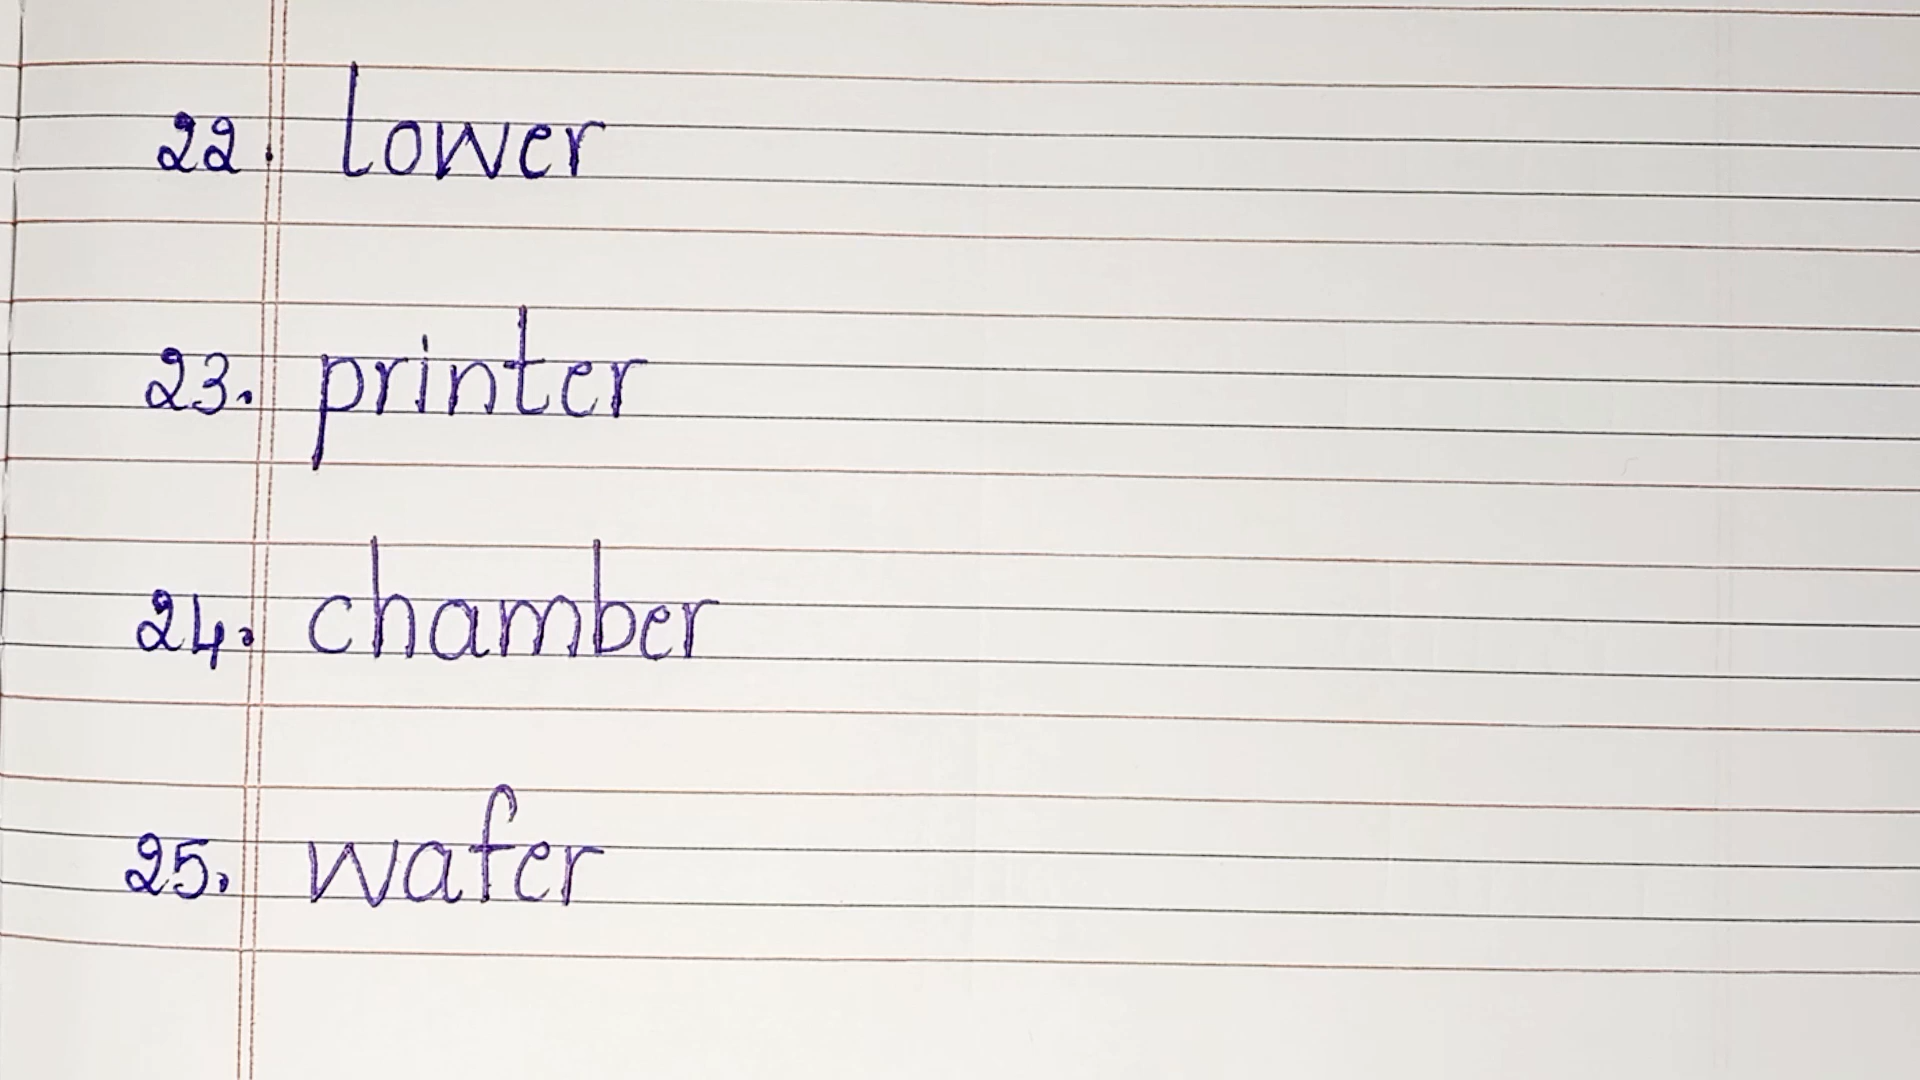 22. lower
23. printer
24. chamber
25. wafer